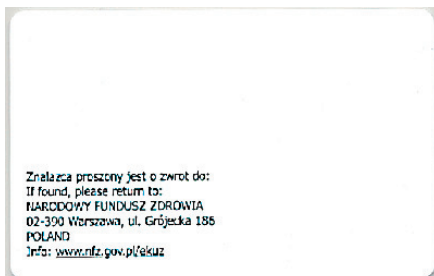 Znalazca proszony jest o zwrot do:
If found, please return to:
NARODOWY FUNDUSZ ZDROWIA
02-390 Warszawa, ul. Grójecka 186
POLAND
Info: www.nfz.gov.pl/ekuz